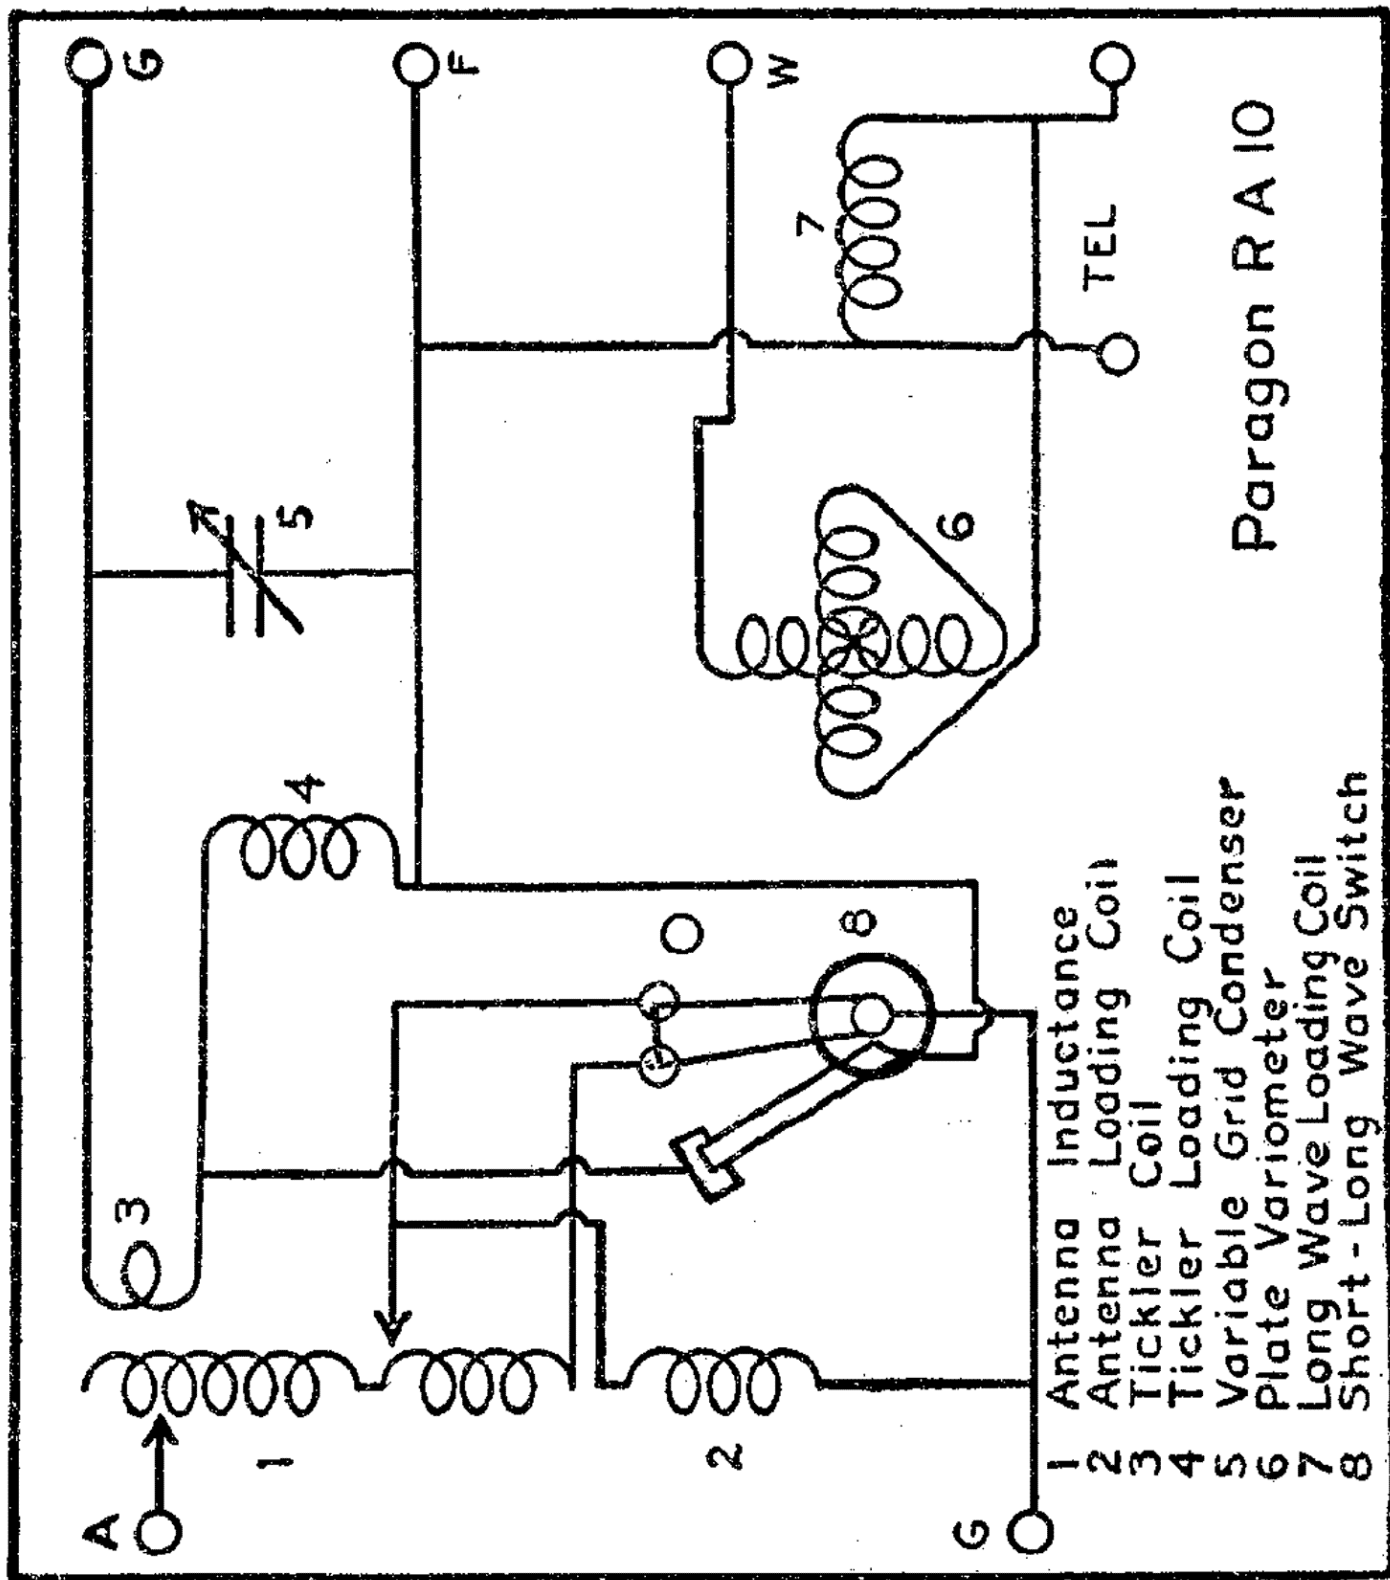 A
G
G
F
W
TEL
1
2
3
4
5
6
7
8
1 Antenna Inductance
2 Antenna Loading Coil
3 Tickler Coil
4 Tickler Loading Coil
5 Variable Grid Condenser
6 Plate Variometer
7 Long Wave Loading Coil
8 Short - Long Wave Switch
Paragon R A 10